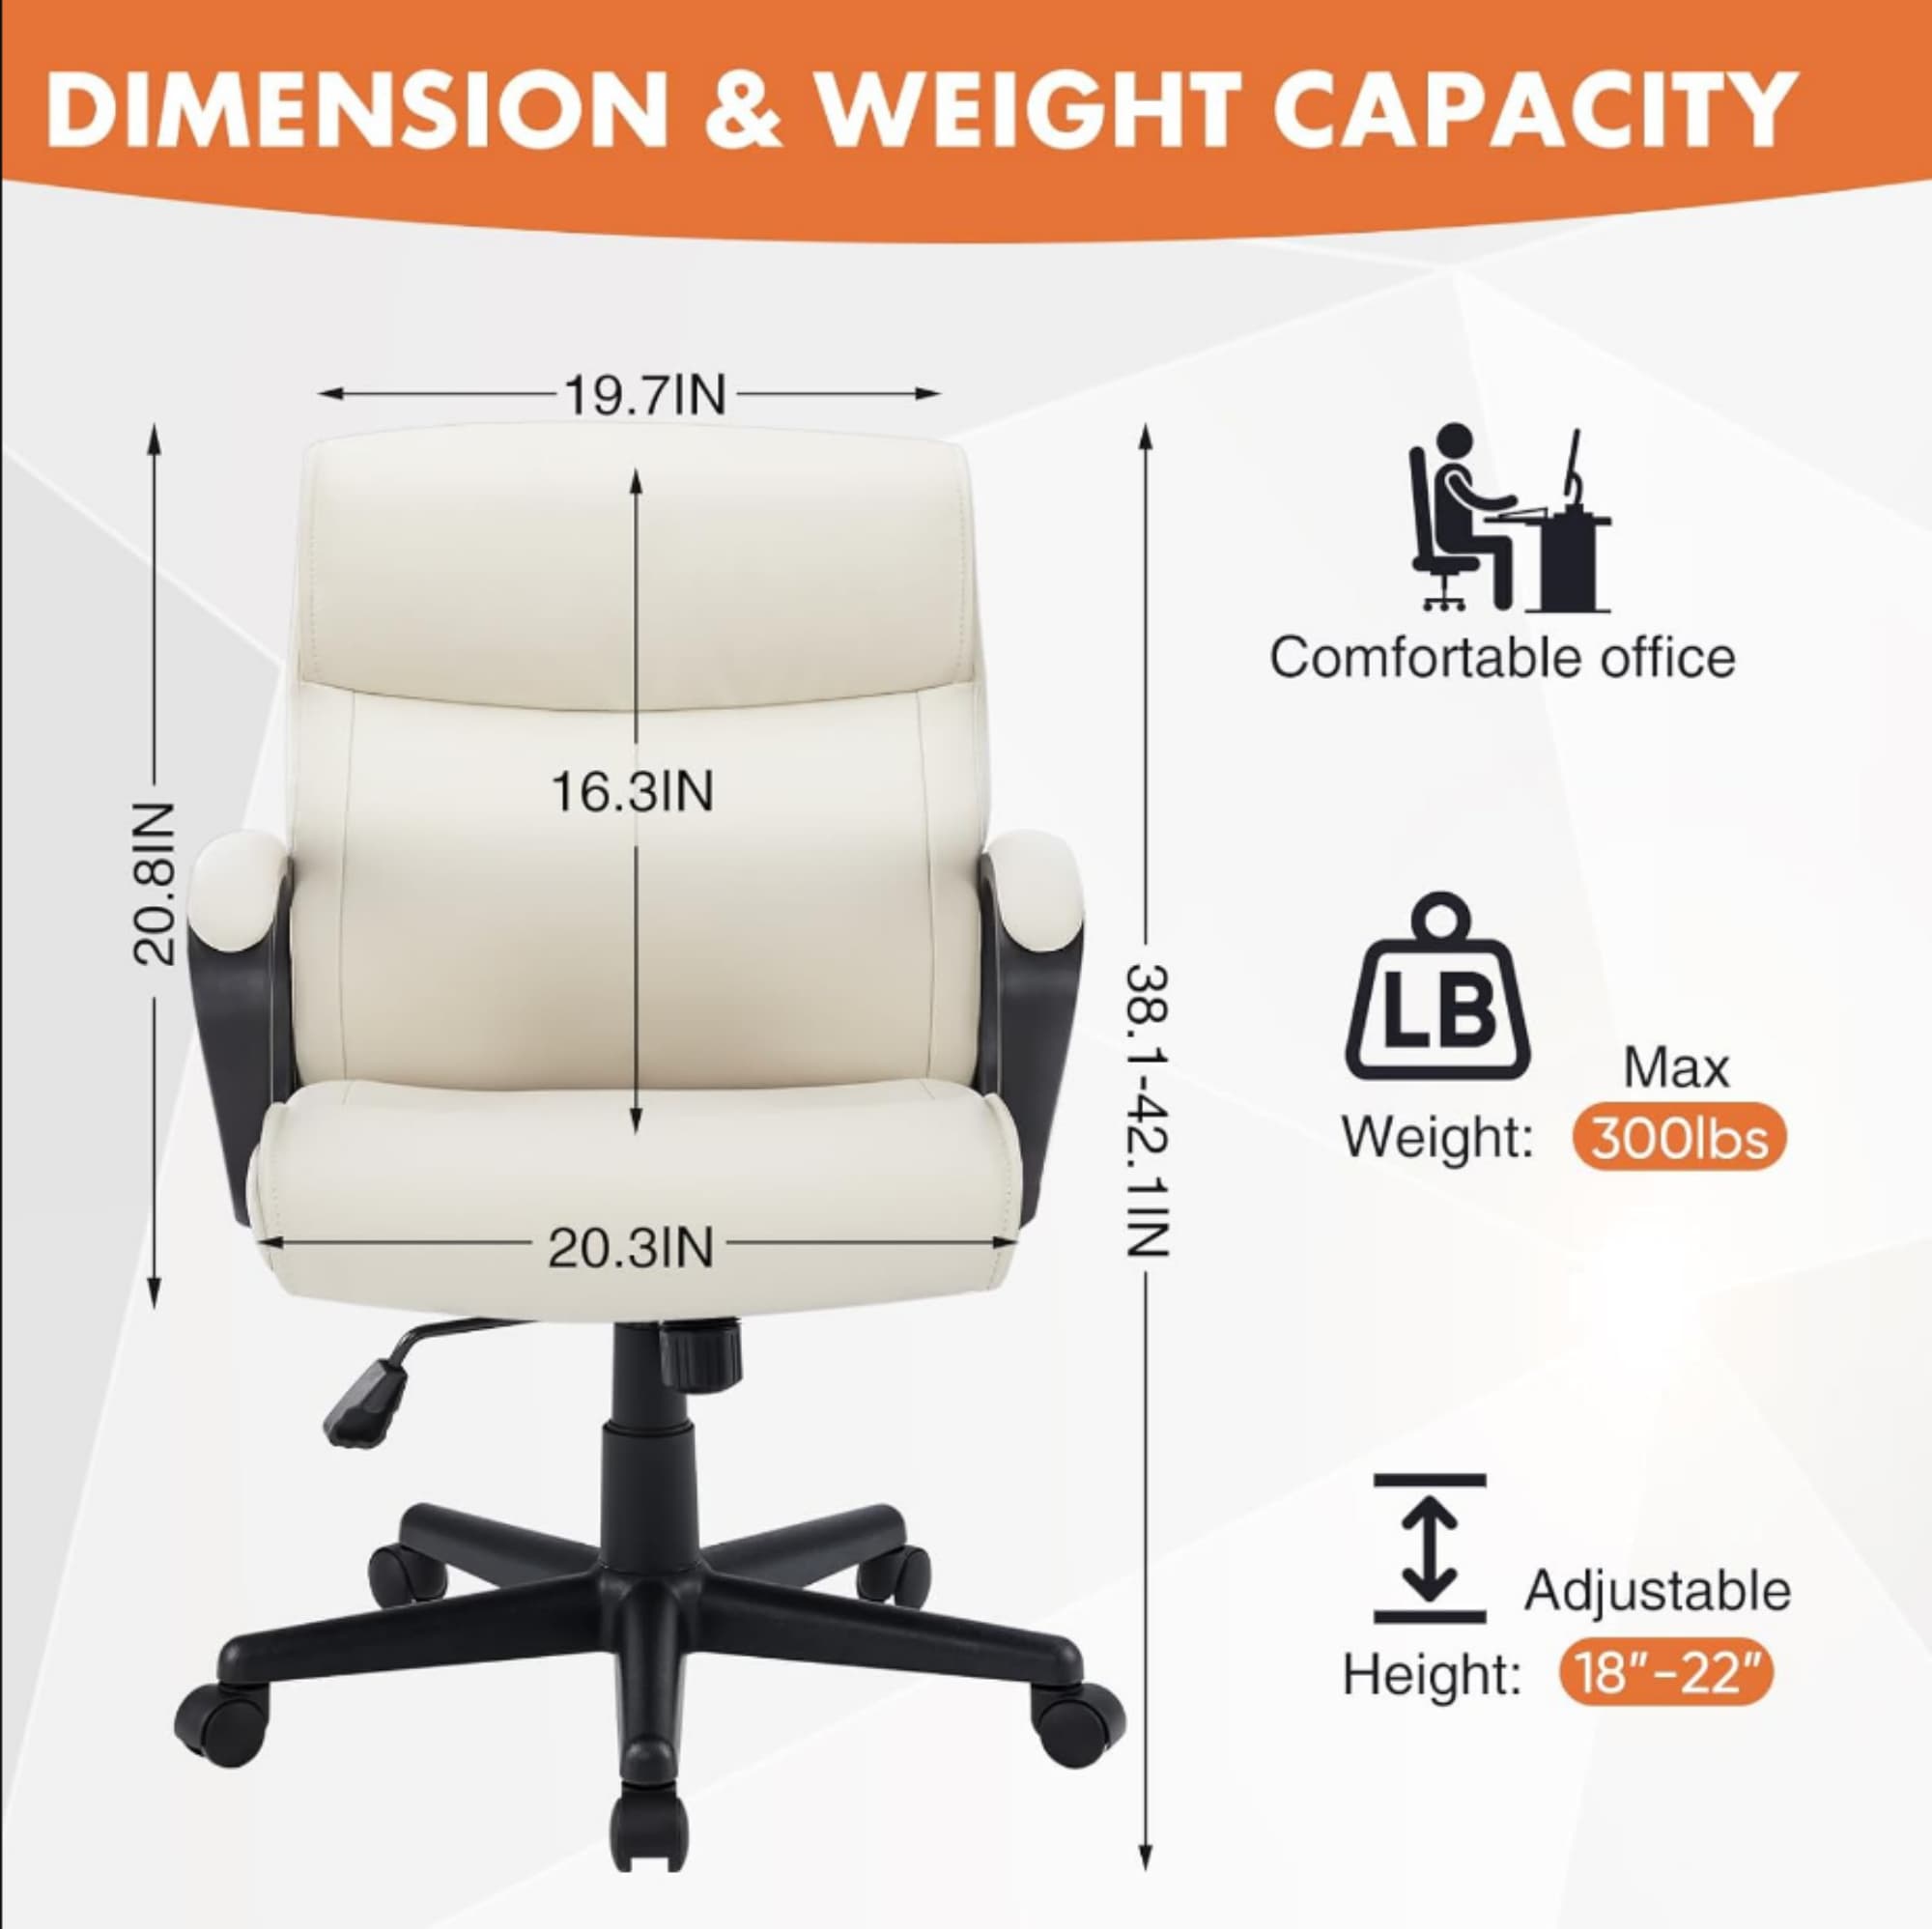 DIMENSION & WEIGHT CAPACITY
19.7IN
16.3IN
20.8IN
20.3IN
38.1-42.1IN
Comfortable office
LB
Max
Weight: 300lbs
Adjustable
Height: 18"-22"